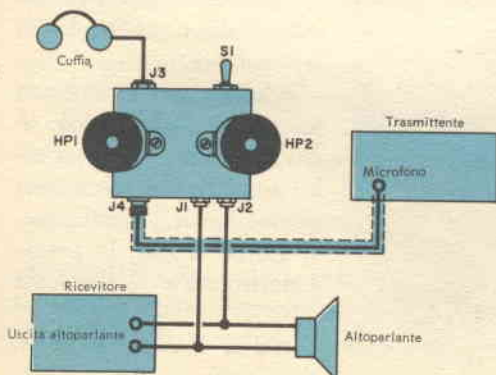 Cuffia
J3
S1
HP1
HP2
Trasmittente
Microfono
J4
J1
J2
Ricevitore
Uscita altoparlante
Altoparlante